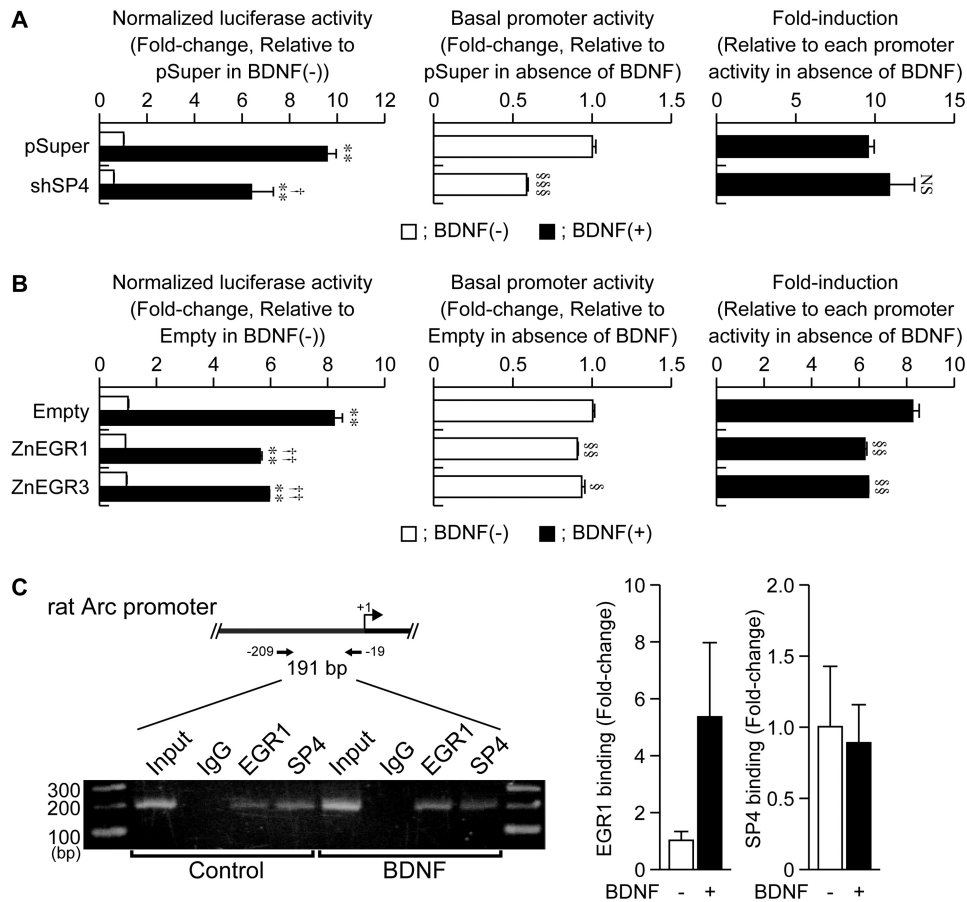 A
Normalized luciferase activity
(Fold-change, Relative to
pSuper in BDNF(-))
0 2 4 6 8 10 12
pSuper
**
shSP4
** †
Basal promoter activity
(Fold-change, Relative to
pSuper in absence of BDNF)
0 0.5 1.0 1.5
§§§
Fold-induction
(Relative to each promoter
activity in absence of BDNF)
0 5 10 15
NS
; BDNF(-) ; BDNF(+)
B
Normalized luciferase activity
(Fold-change, Relative to
Empty in BDNF(-))
0 2 4 6 8 10
Empty
**
ZnEGR1
** ††
ZnEGR3
** ††
Basal promoter activity
(Fold-change, Relative to
Empty in absence of BDNF)
0 0.5 1.0 1.5
§§§
§
Fold-induction
(Relative to each promoter
activity in absence of BDNF)
0 2 4 6 8 10
§§
§§
; BDNF(-) ; BDNF(+)
C
rat Arc promoter
+1
-209 -19
191 bp
Input IgG EGR1 SP4 Input IgG EGR1 SP4
300
200
100
(bp)
Control BDNF
EGR1 binding (Fold-change)
10
8
6
4
2
0
BDNF - +
SP4 binding (Fold-change)
2.0
1.5
1.0
0.5
0
BDNF - +